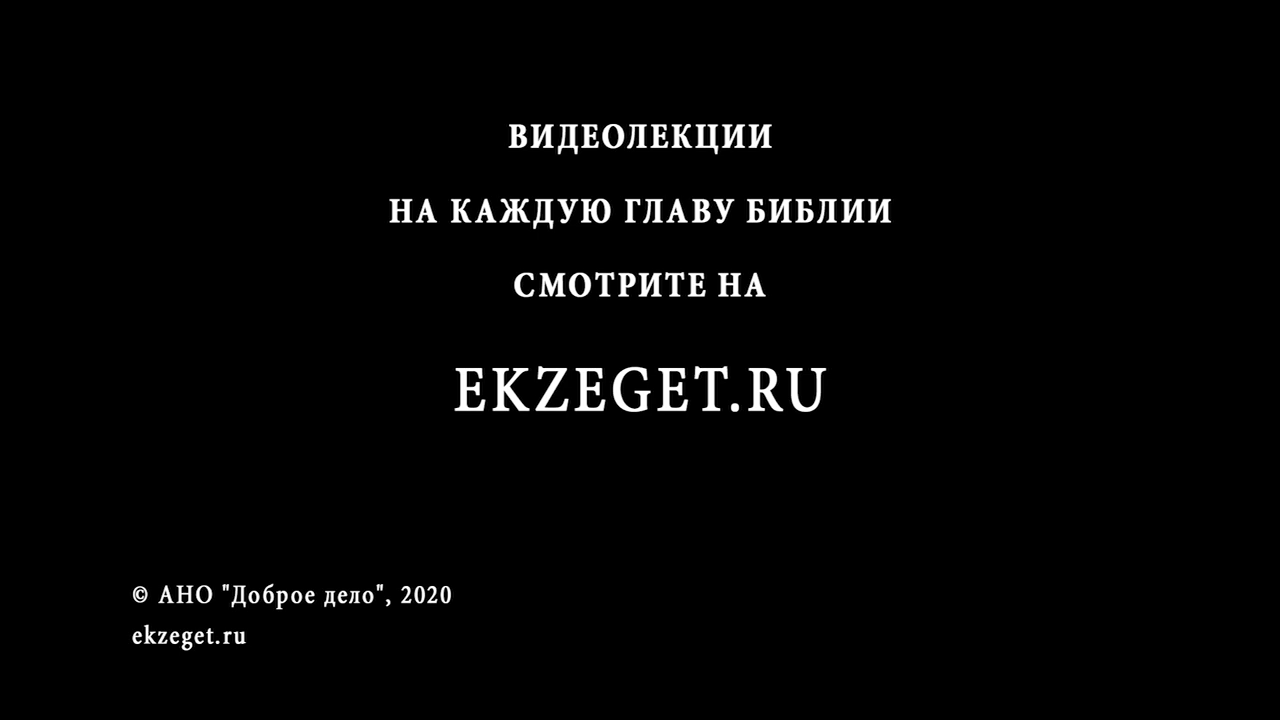 ВИДЕОЛЕКЦИИ
НА КАЖДУЮ ГЛАВУ БИБЛИИ
СМОТРИТЕ НА
EKZEGET.RU
© АНО "Доброе дело", 2020
ekzeget.ru